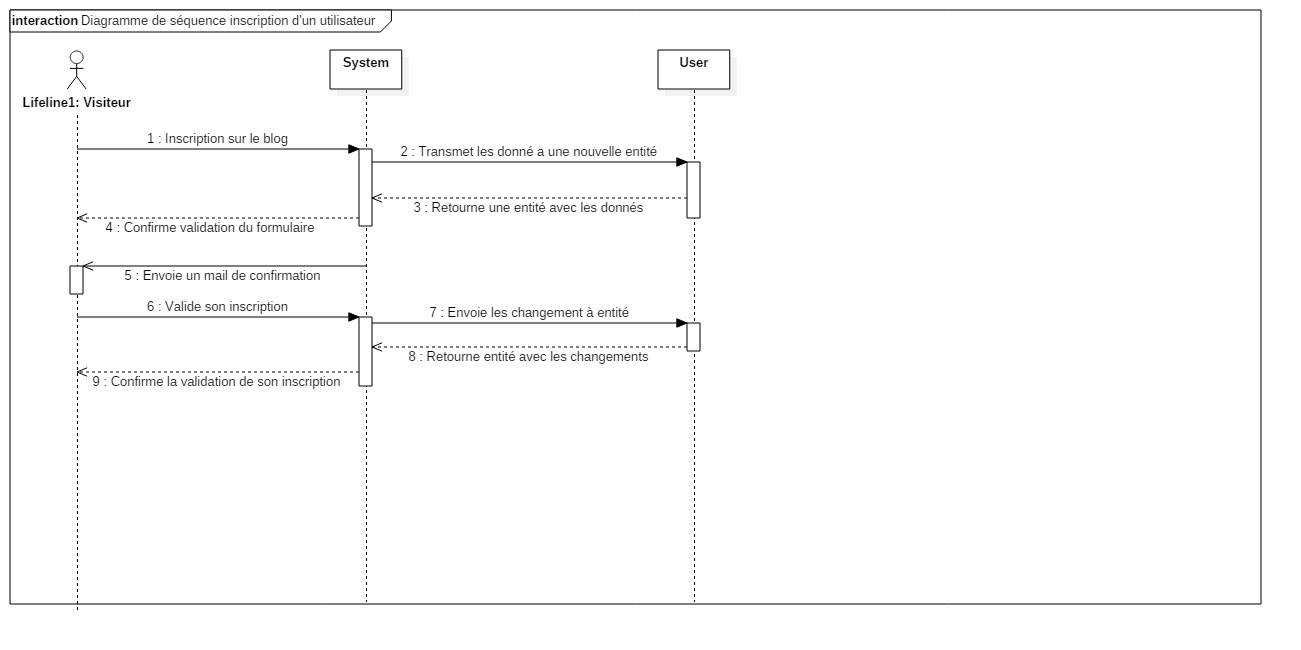 interaction Diagramme de séquence inscription d'un utilisateur
System
User
Lifeline1: Visiteur
1 : Inscription sur le blog
2 : Transmet les donné a une nouvelle entité
3 : Retourne une entité avec les donnés
4 : Confirme validation du formulaire
5 : Envoie un mail de confirmation
6 : Valide son inscription
7 : Envoie les changement à entité
8 : Retourne entité avec les changements
9 : Confirme la validation de son inscription